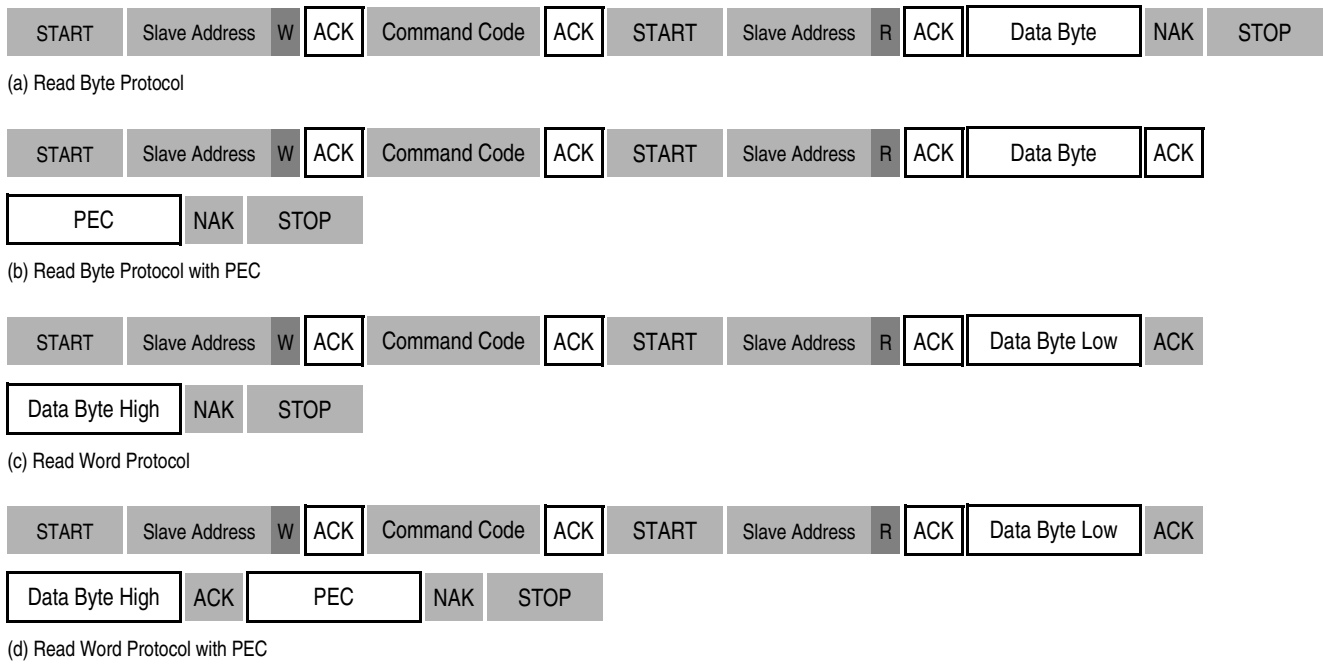 START Slave Address W ACK Command Code ACK START Slave Address R ACK Data Byte NAK STOP
(a) Read Byte Protocol
START Slave Address W ACK Command Code ACK START Slave Address R ACK Data Byte ACK
PEC NAK STOP
(b) Read Byte Protocol with PEC
START Slave Address W ACK Command Code ACK START Slave Address R ACK Data Byte Low ACK
Data Byte High NAK STOP
(c) Read Word Protocol
START Slave Address W ACK Command Code ACK START Slave Address R ACK Data Byte Low ACK
Data Byte High ACK PEC NAK STOP
(d) Read Word Protocol with PEC